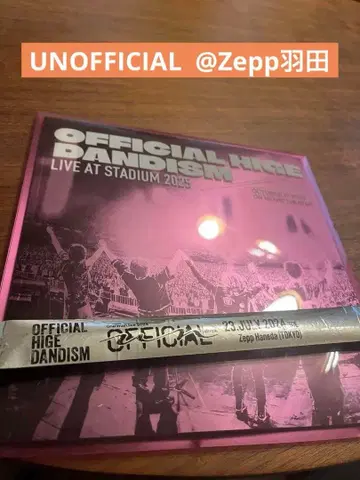 UNOFFICIAL @Zepp羽田
OFFICIAL HIGE
DANDISM
LIVE AT STADIUM 2025
OFFICIAL
HIGE
DANDISM
OFFICIAL
23 JULY 2024
Zepp Haneda (TOKYO)